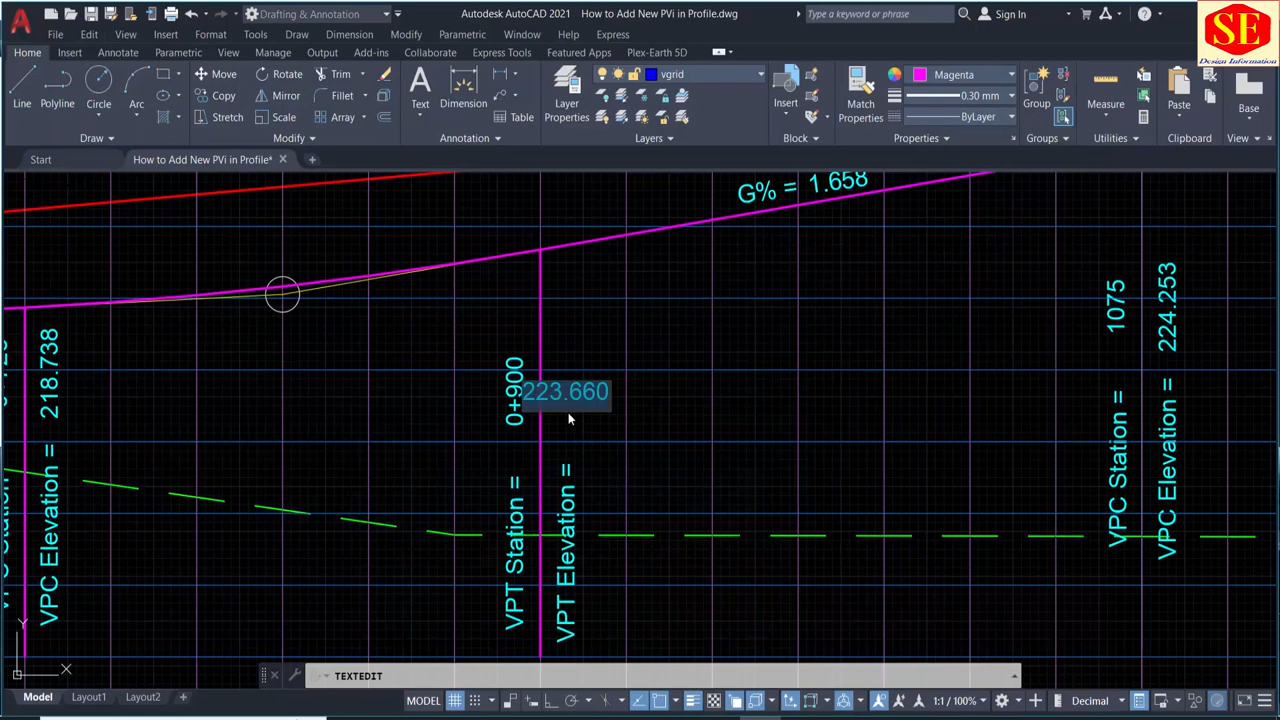 Drafting & Annotation
Autodesk AutoCAD 2021 How to Add New PVi in Profile.dwg
Type a keyword or phrase
Sign In
SE
Design Information
File Edit View Insert Format Tools Draw Dimension Modify Parametric Window Help Express
Home Insert Annotate Parametric View Manage Output Add-ins Collaborate Express Tools Featured Apps Plex-Earth 5D
Line Polyline Circle Arc
Move Rotate Trim
Copy Mirror Fillet
Stretch Scale Array
Text Dimension Table
Layer Properties
vgrid
Insert
Match Properties
Magenta
0.30 mm
ByLayer
Group
Measure
Paste
Base
Draw Modify Annotation Layers Block Properties Groups Utilities Clipboard View
Start How to Add New PVi in Profile*
G% = 1.658
VPC Elevation = 218.738
VPT Station = 0+900
VPT Elevation =
223.660
VPC Station = 1075
VPC Elevation = 224.253
Y
X
TEXTEDIT
Model Layout1 Layout2
MODEL 1:1 / 100% Decimal